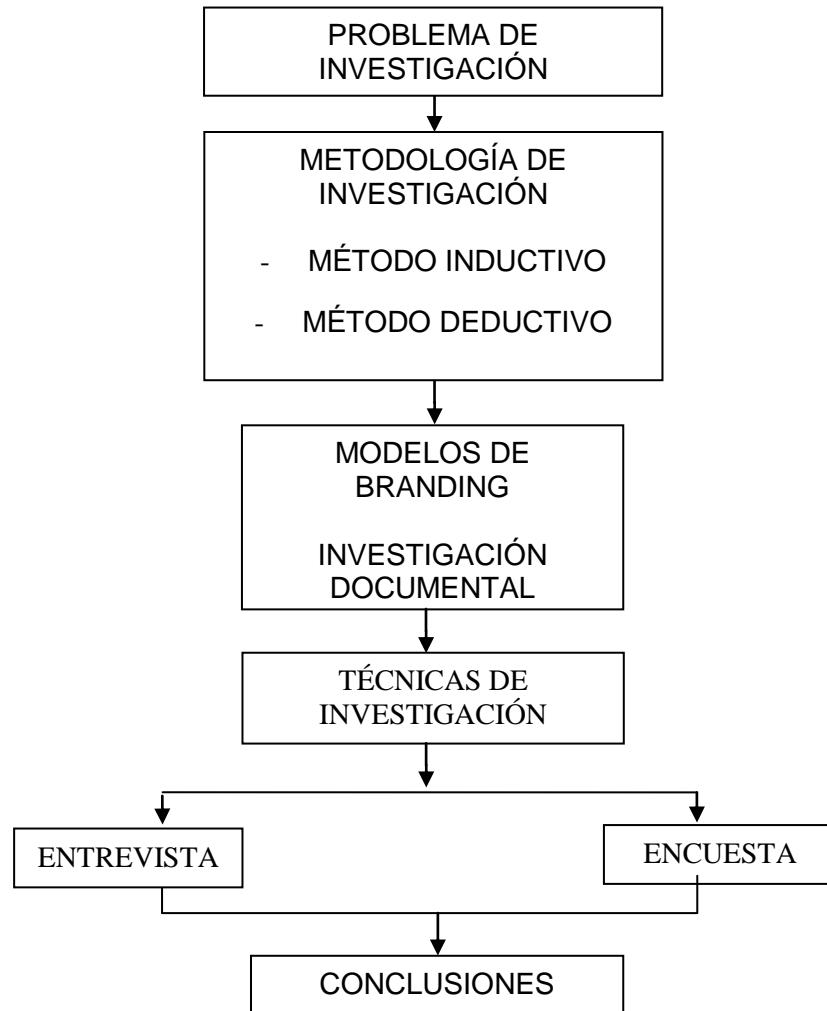 PROBLEMA DE
INVESTIGACIÓN
METODOLOGÍA DE
INVESTIGACIÓN
- MÉTODO INDUCTIVO
- MÉTODO DEDUCTIVO
MODELOS DE
BRANDING
INVESTIGACIÓN
DOCUMENTAL
TÉCNICAS DE
INVESTIGACIÓN
ENTREVISTA
ENCUESTA
CONCLUSIONES